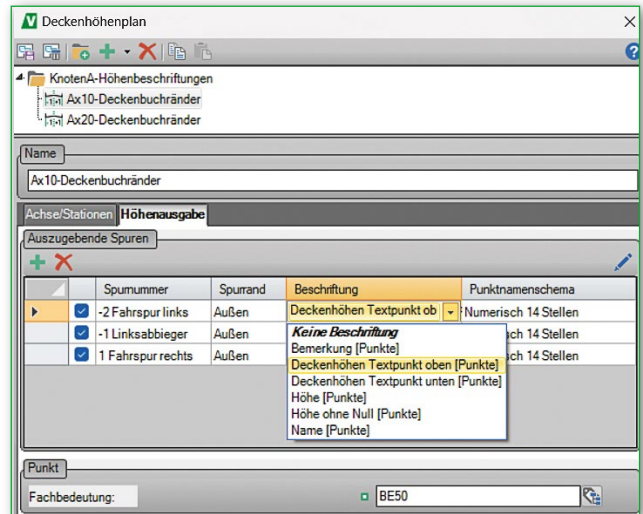 Deckenhöhenplan
KnotenA-Höhenbeschriftungen
Ax10-Deckenbuchränder
Ax20-Deckenbuchränder
Name
Ax10-Deckenbuchränder
Achse/Stationen Höhenausgabe
Auszugebende Spuren
Spurnummer Spurrand Beschriftung Punktnamenschema
-2 Fahrspur links Außen Deckenhöhen Textpunkt ob Numerisch 14 Stellen
-1 Linksabbieger Außen sch 14 Stellen
1 Fahrspur rechts Außen sch 14 Stellen
Keine Beschriftung
Bemerkung [Punkte]
Deckenhöhen Textpunkt oben [Punkte]
Deckenhöhen Textpunkt unten [Punkte]
Höhe [Punkte]
Höhe ohne Null [Punkte]
Name [Punkte]
Punkt
Fachbedeutung: BE50